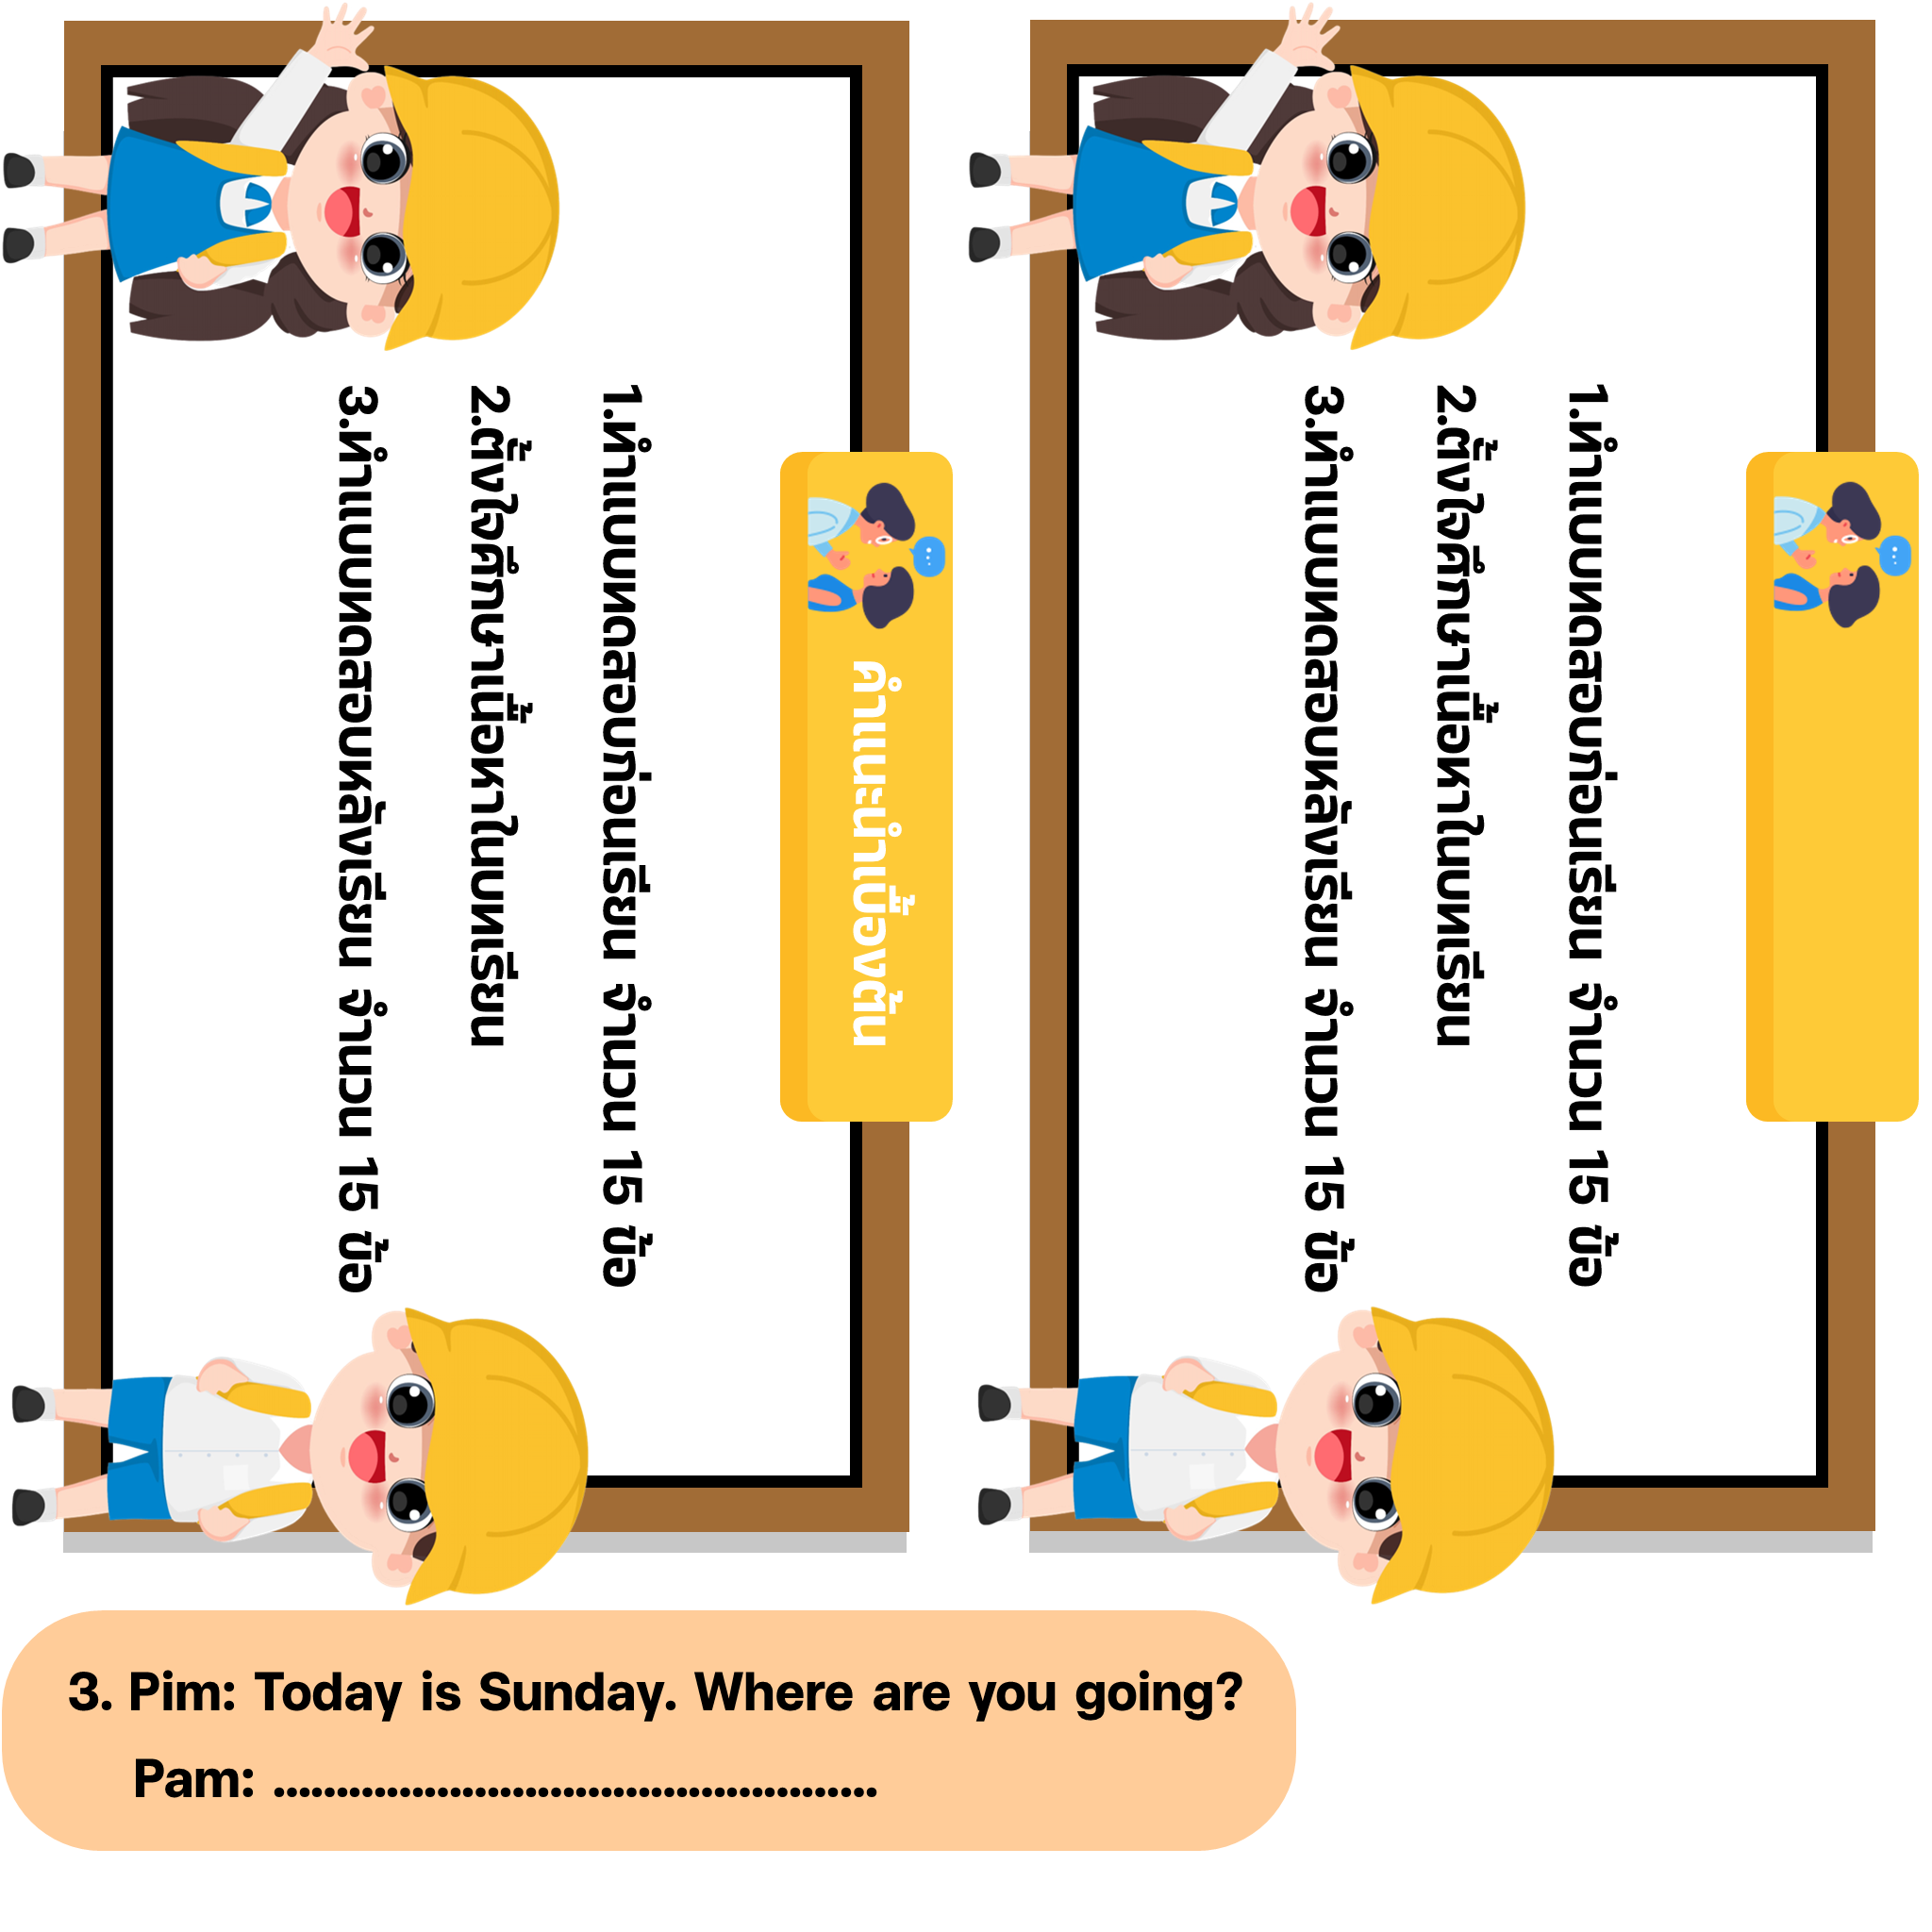 คำแนะนำเบื้องต้น
1.ทำแบบทดสอบก่อนเรียน จำนวน 15 ข้อ
2.ตั้งใจศึกษาเนื้อหาในบทเรียน
3.ทำแบบทดสอบหลังเรียน จำนวน 15 ข้อ
1.ทำแบบทดสอบก่อนเรียน จำนวน 15 ข้อ
2.ตั้งใจศึกษาเนื้อหาในบทเรียน
3.ทำแบบทดสอบหลังเรียน จำนวน 15 ข้อ
3. Pim: Today is Sunday. Where are you going?
Pam: ................................................